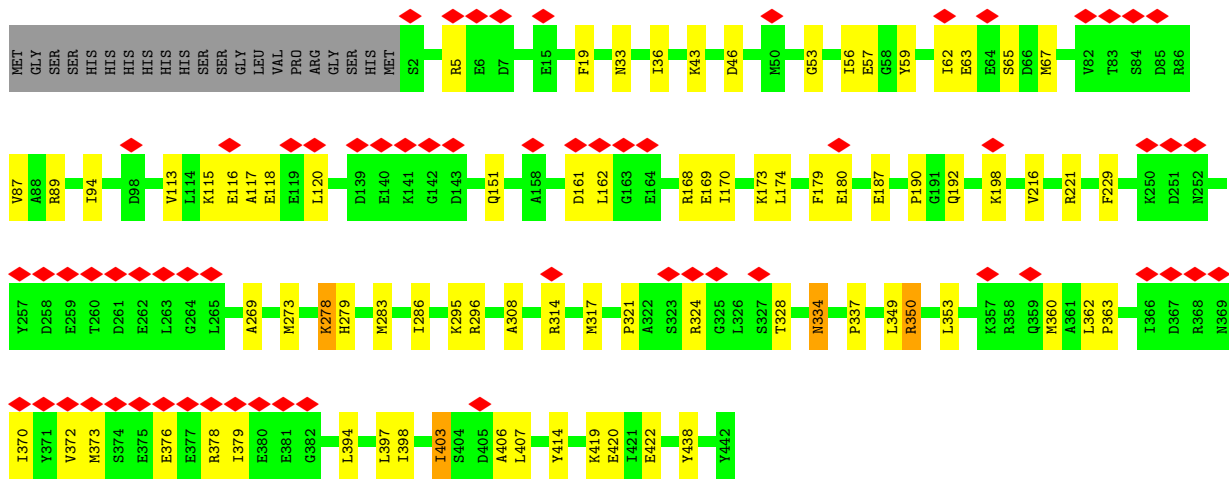 MET GLY SER SER HIS HIS HIS HIS HIS HIS SER SER GLY LEU VAL PRO ARG GLY SER HIS MET S2 R5 E6 D7 E15 F19 N33 I36 K43 D46 M50 G53 I56 E57 G58 Y59 I62 E63 E64 S65 D66 M67 V82 T83 S84 D85 R86
V87 A88 R89 I94 D98 V113 L114 K115 E116 A117 E118 E119 L120 D139 E140 K141 G142 D143 Q151 A158 D161 L162 G163 E164 R168 E169 I170 K173 L174 F179 E180 E187 P190 G191 Q192 K198 V216 R221 F229 K250 D251 N252
Y257 D258 E259 T260 D261 E262 L263 G264 L265 A269 M273 K278 H279 M283 I286 K295 R296 A308 R314 M317 P321 A322 S323 R324 G325 L326 S327 T328 N334 P337 L349 R350 L353 K357 R358 Q359 M360 A361 L362 P363 I366 D367 R368 N369
I370 Y371 V372 M373 S374 E375 E376 E377 R378 I379 E380 E381 G382 L394 L397 I398 I403 S404 D405 A406 L407 Y414 K419 E420 I421 E422 Y438 Y442